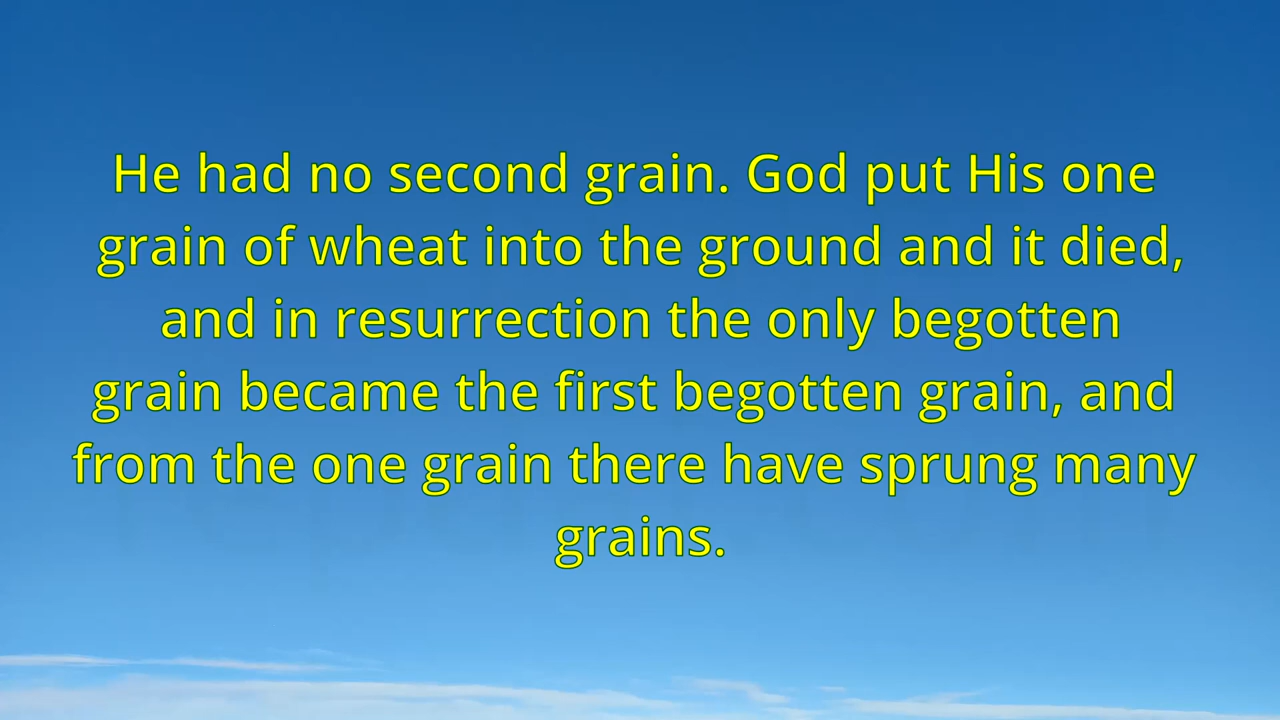 He had no second grain. God put His one
grain of wheat into the ground and it died,
and in resurrection the only begotten
grain became the first begotten grain, and
from the one grain there have sprung many
grains.